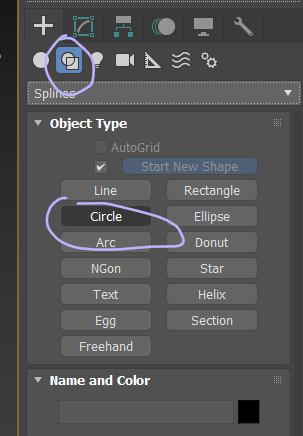 Splines
Object Type
AutoGrid
Start New Shape
Line Rectangle
Circle Ellipse
Arc Donut
NGon Star
Text Helix
Egg Section
Freehand
Name and Color